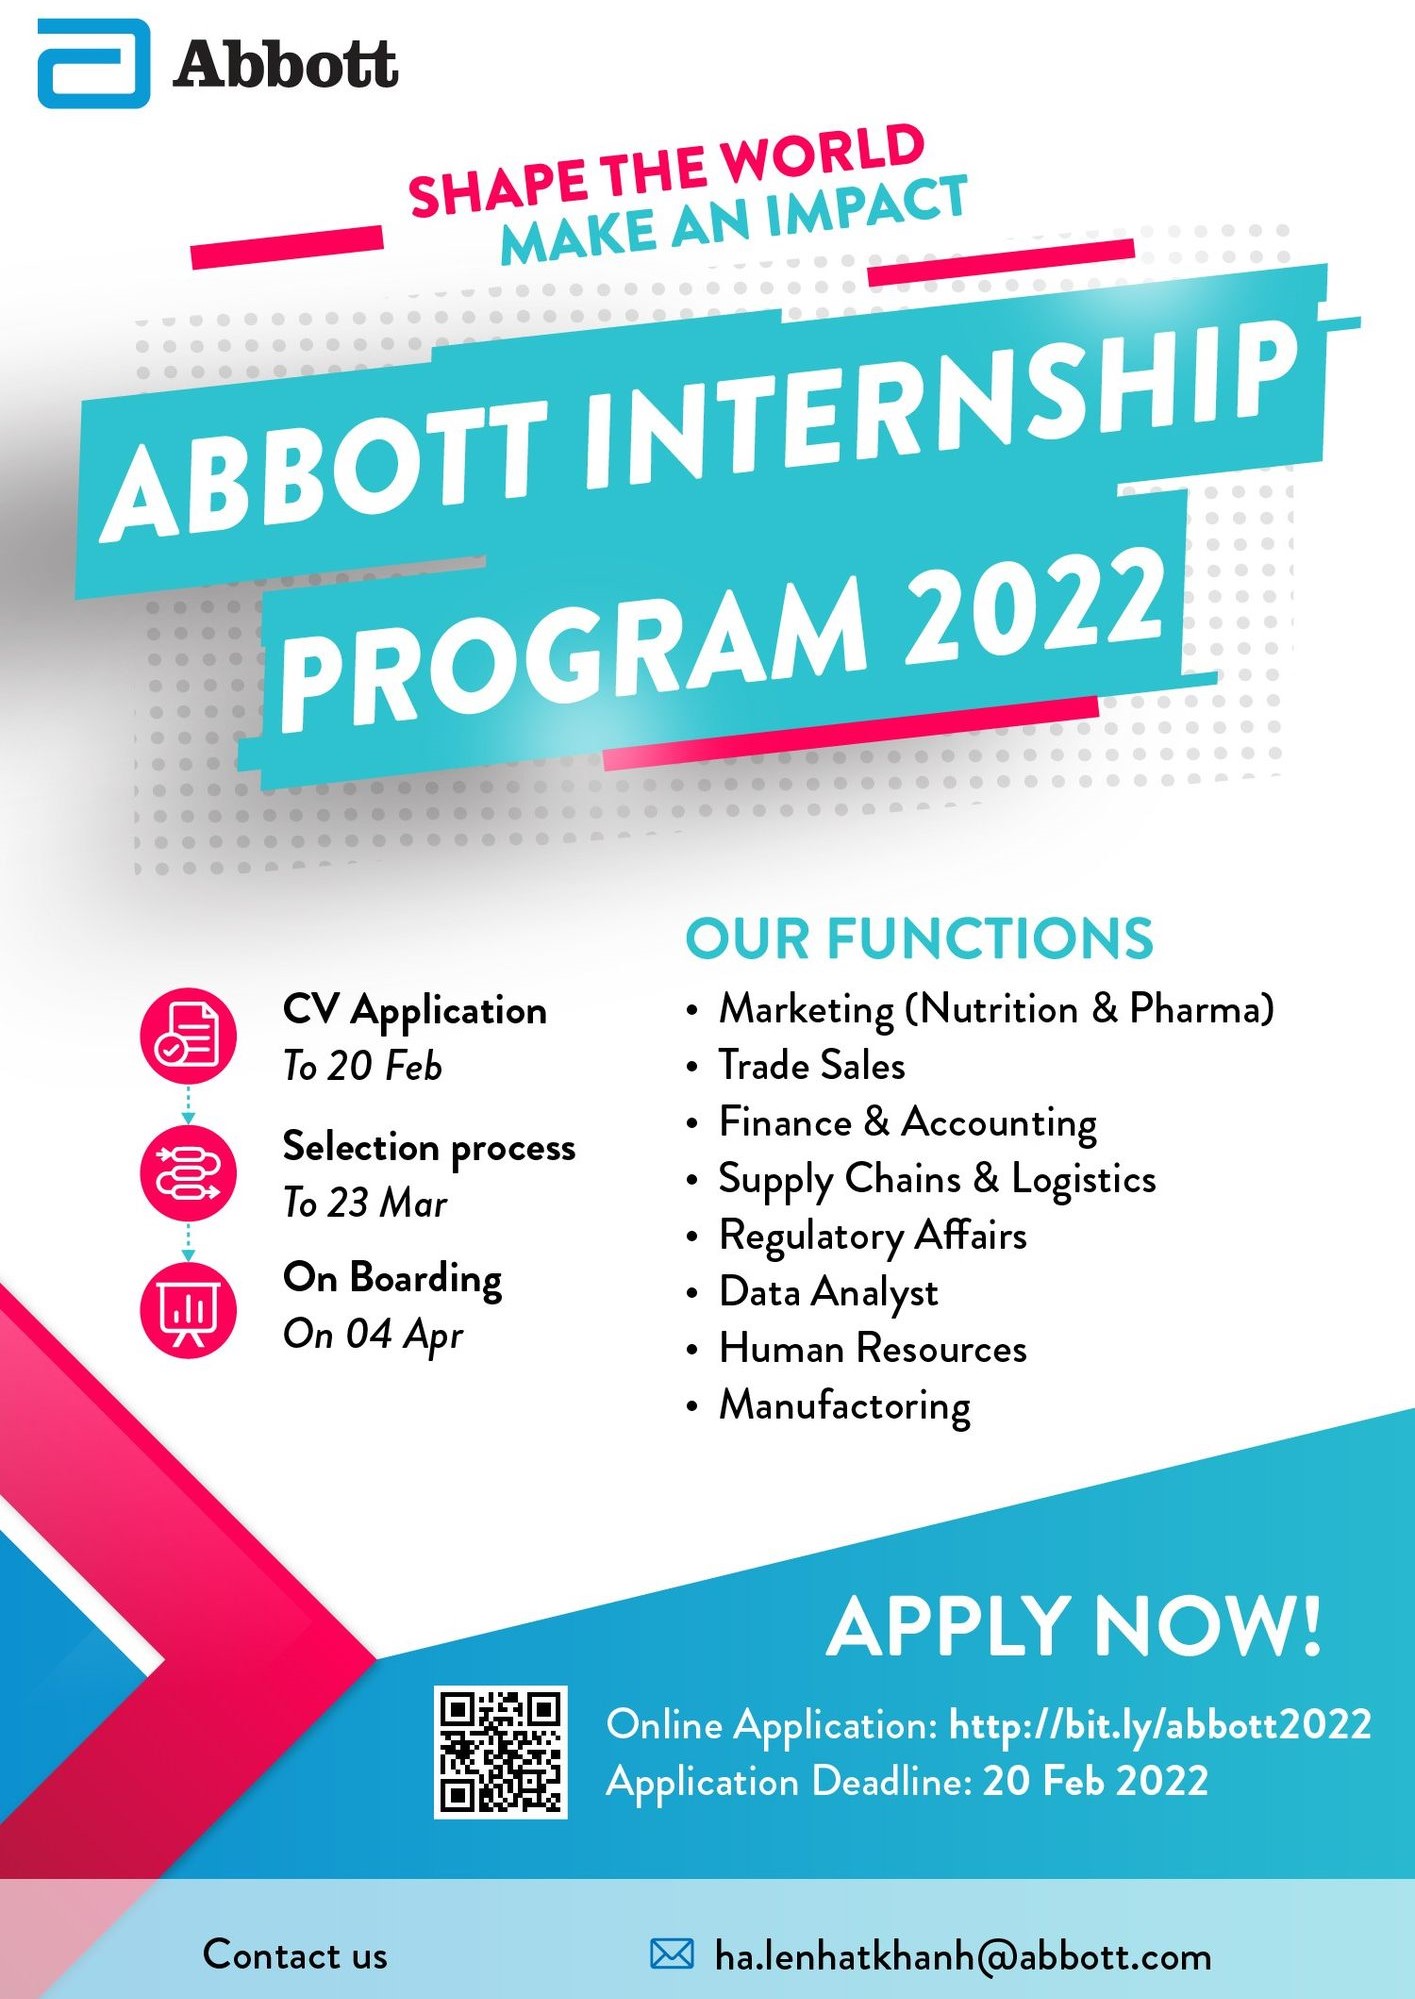 Abbott
SHAPE THE WORLD
MAKE AN IMPACT
ABBOTT INTERNSHIP
PROGRAM 2022
CV Application
To 20 Feb
Selection process
To 23 Mar
On Boarding
On 04 Apr
OUR FUNCTIONS
• Marketing (Nutrition & Pharma)
• Trade Sales
• Finance & Accounting
• Supply Chains & Logistics
• Regulatory Affairs
• Data Analyst
• Human Resources
• Manufactoring
APPLY NOW!
Online Application: http://bit.ly/abbott2022
Application Deadline: 20 Feb 2022
Contact us
ha.lenhatkhanh@abbott.com